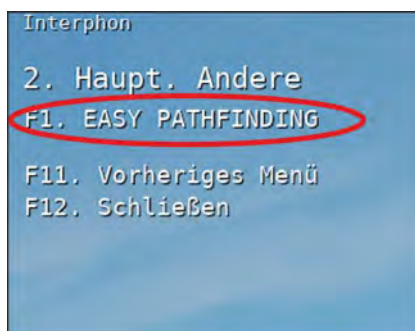 Interphon
2. Haupt. Andere
F1. EASY PATHFINDING
F11. Vorheriges Menü
F12. Schließen